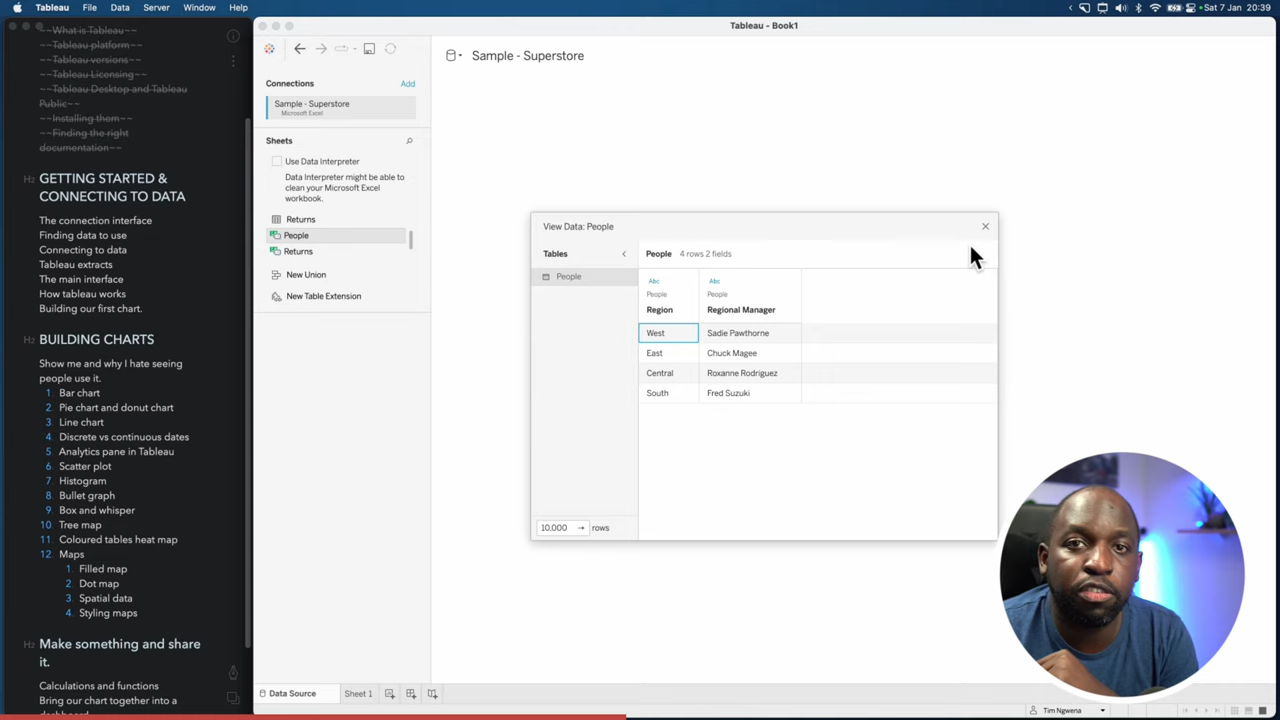 Tableau File Data Server Window Help
Sat 7 Jan 20:39
~~What is Tableau~~
~~Tableau platform~~
~~Tableau versions~~
~~Tableau Licensing~~
~~Tableau Desktop and Tableau
Public~~
~~Installing them~~
~~Finding the right
documentation~~
H2 GETTING STARTED &
CONNECTING TO DATA
The connection interface
Finding data to use
Connecting to data
Tableau extracts
The main interface
How tableau works
Building our first chart.
H2 BUILDING CHARTS
Show me and why I hate seeing
people use it.
1. Bar chart
2. Pie chart and donut chart
3. Line chart
4. Discrete vs continuous dates
5. Analytics pane in Tableau
6. Scatter plot
7. Histogram
8. Bullet graph
9. Box and whisper
10. Tree map
11. Coloured tables heat map
12. Maps
1. Filled map
2. Dot map
3. Spatial data
4. Styling maps
H2 Make something and share
it.
Calculations and functions
Bring our chart together into a
dashboard
Tableau - Book1
Connections Add
Sample - Superstore
Microsoft Excel
Sheets
Use Data Interpreter
Data Interpreter might be able to
clean your Microsoft Excel
workbook.
Returns
People
Returns
New Union
New Table Extension
Sample - Superstore
View Data: People
Tables
People
10,000 → rows
People 4 rows 2 fields
Abc Abc
People People
Region Regional Manager
West Sadie Pawthorne
East Chuck Magee
Central Roxanne Rodriguez
South Fred Suzuki
Data Source Sheet 1
Tim Ngwena